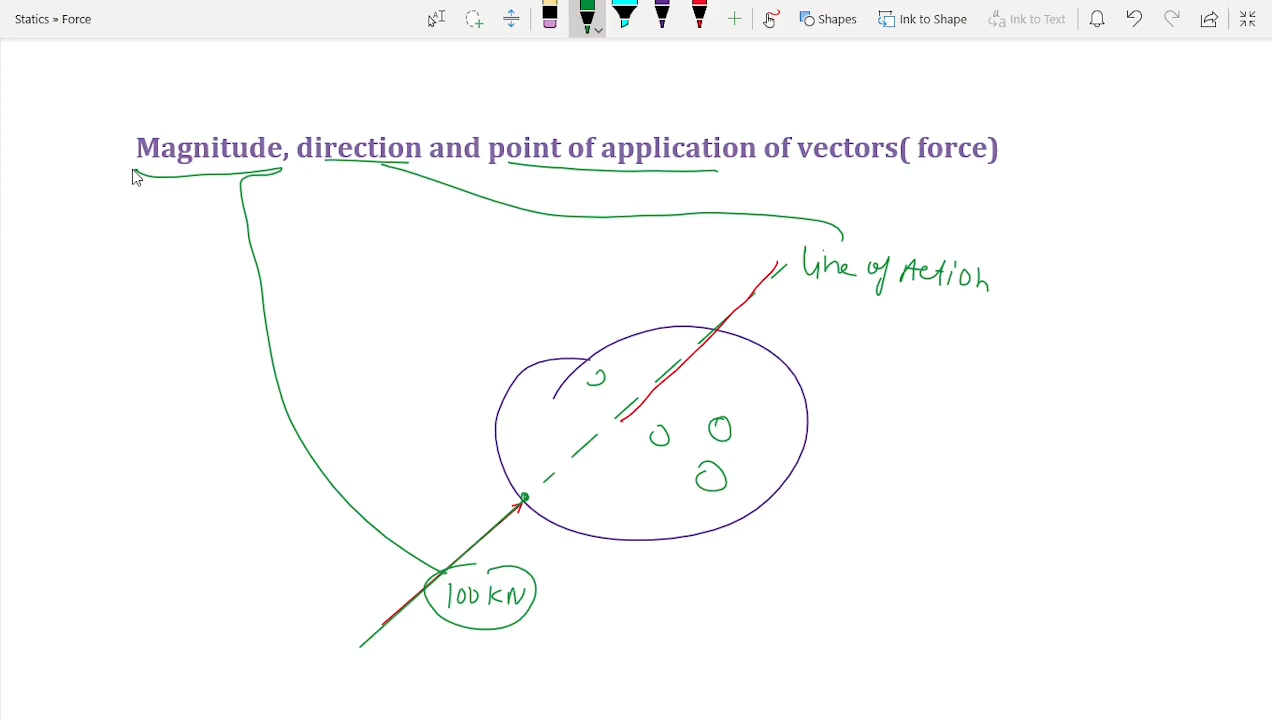 Statics » Force
Shapes
Ink to Shape
Ink to Text
Magnitude, direction and point of application of vectors( force)
Line of Action
100 KN